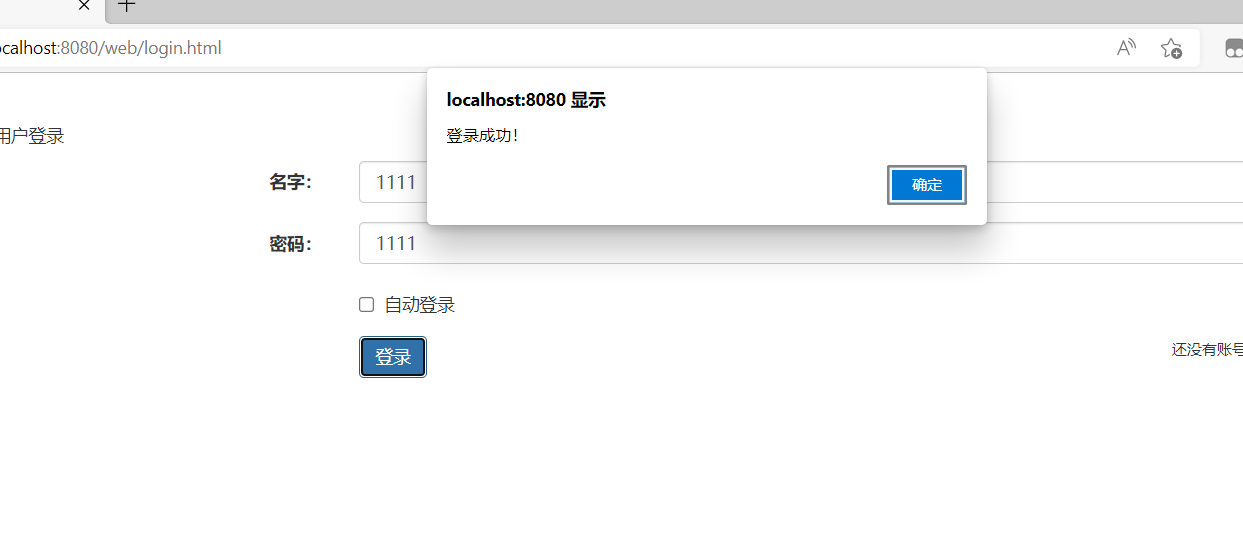 ocalhost:8080/web/login.html
localhost:8080 显示
登录成功！
确定
用户登录
名字：
1111
密码：
1111
自动登录
登录
还没有账号